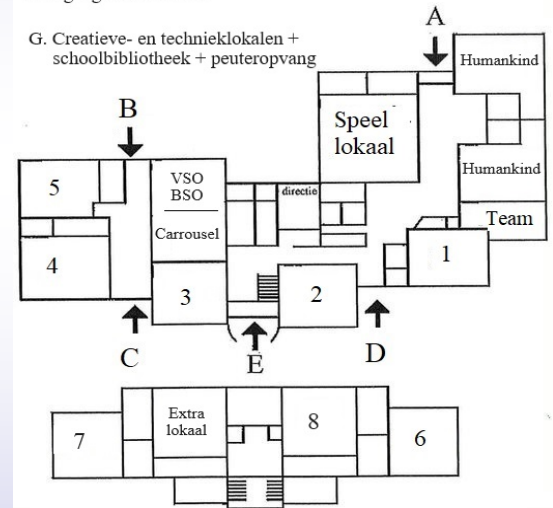 G. Creatieve- en technieklokalen +
schoolbibliotheek + peuteropvang
A
Humankind
B
Speel
lokaal
VSO
BSO
Carrousel
directie
Humankind
5
Team
4
3
2
1
C
E
D
7
Extra
lokaal
8
6